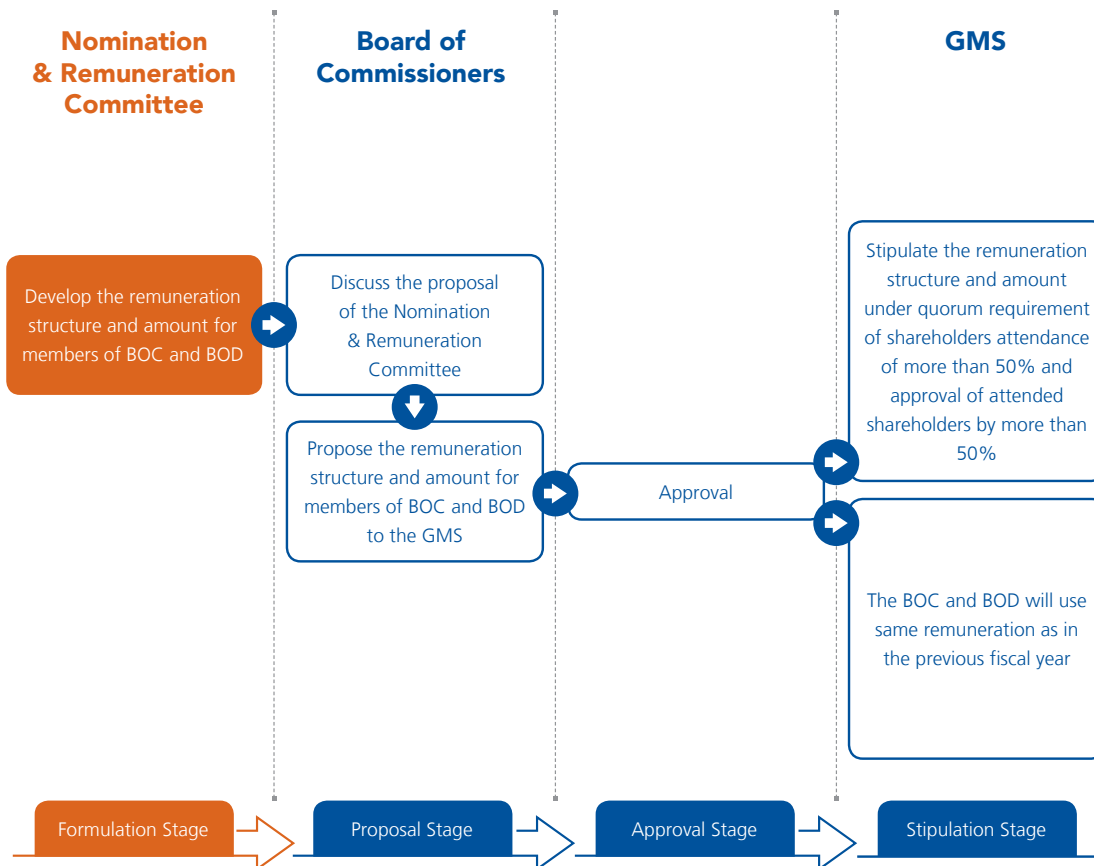 Nomination
& Remuneration
Committee
Board of
Commissioners
GMS
Develop the remuneration
structure and amount for
members of BOC and BOD
Discuss the proposal
of the Nomination
& Remuneration
Committee
Propose the remuneration
structure and amount for
members of BOC and BOD
to the GMS
Approval
Stipulate the remuneration
structure and amount
under quorum requirement
of shareholders attendance
of more than 50% and
approval of attended
shareholders by more than
50%
The BOC and BOD will use
same remuneration as in
the previous fiscal year
Formulation Stage
Proposal Stage
Approval Stage
Stipulation Stage